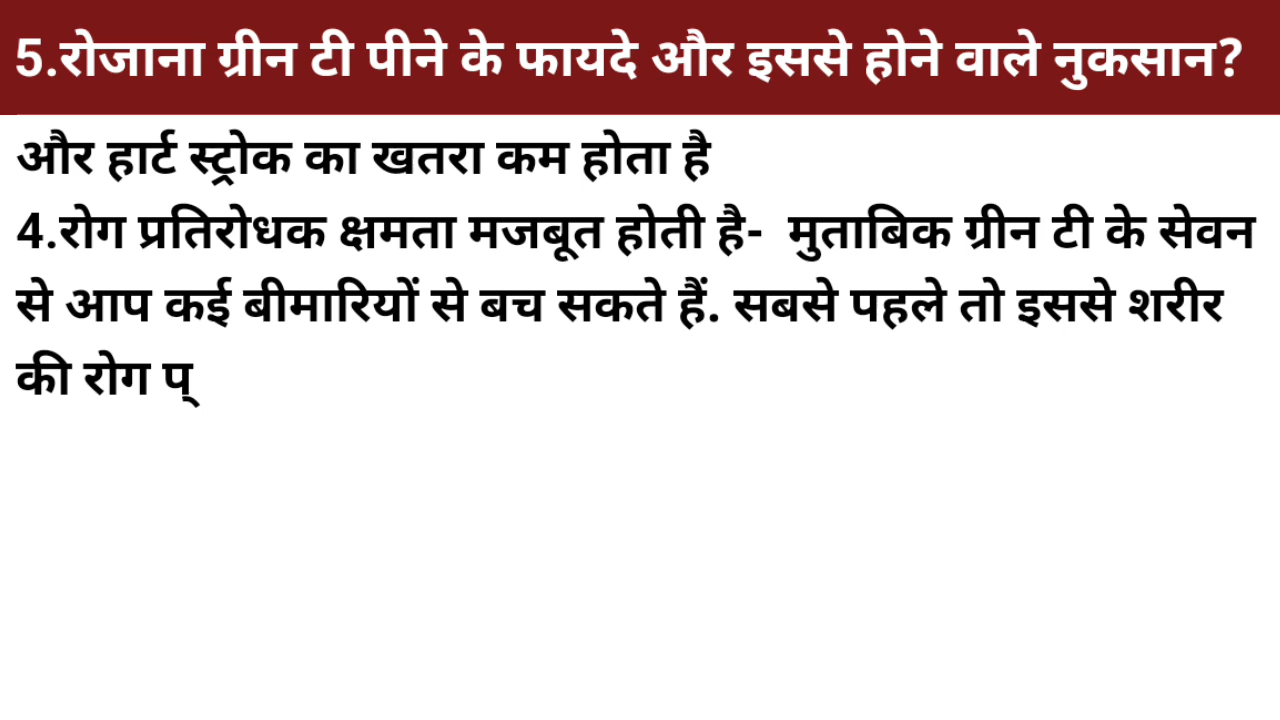 5.रोजाना ग्रीन टी पीने के फायदे और इससे होने वाले नुकसान?
और हार्ट स्ट्रोक का खतरा कम होता है
4.रोग प्रतिरोधक क्षमता मजबूत होती है-  मुताबिक ग्रीन टी के सेवन
से आप कई बीमारियों से बच सकते हैं. सबसे पहले तो इससे शरीर
की रोग प्